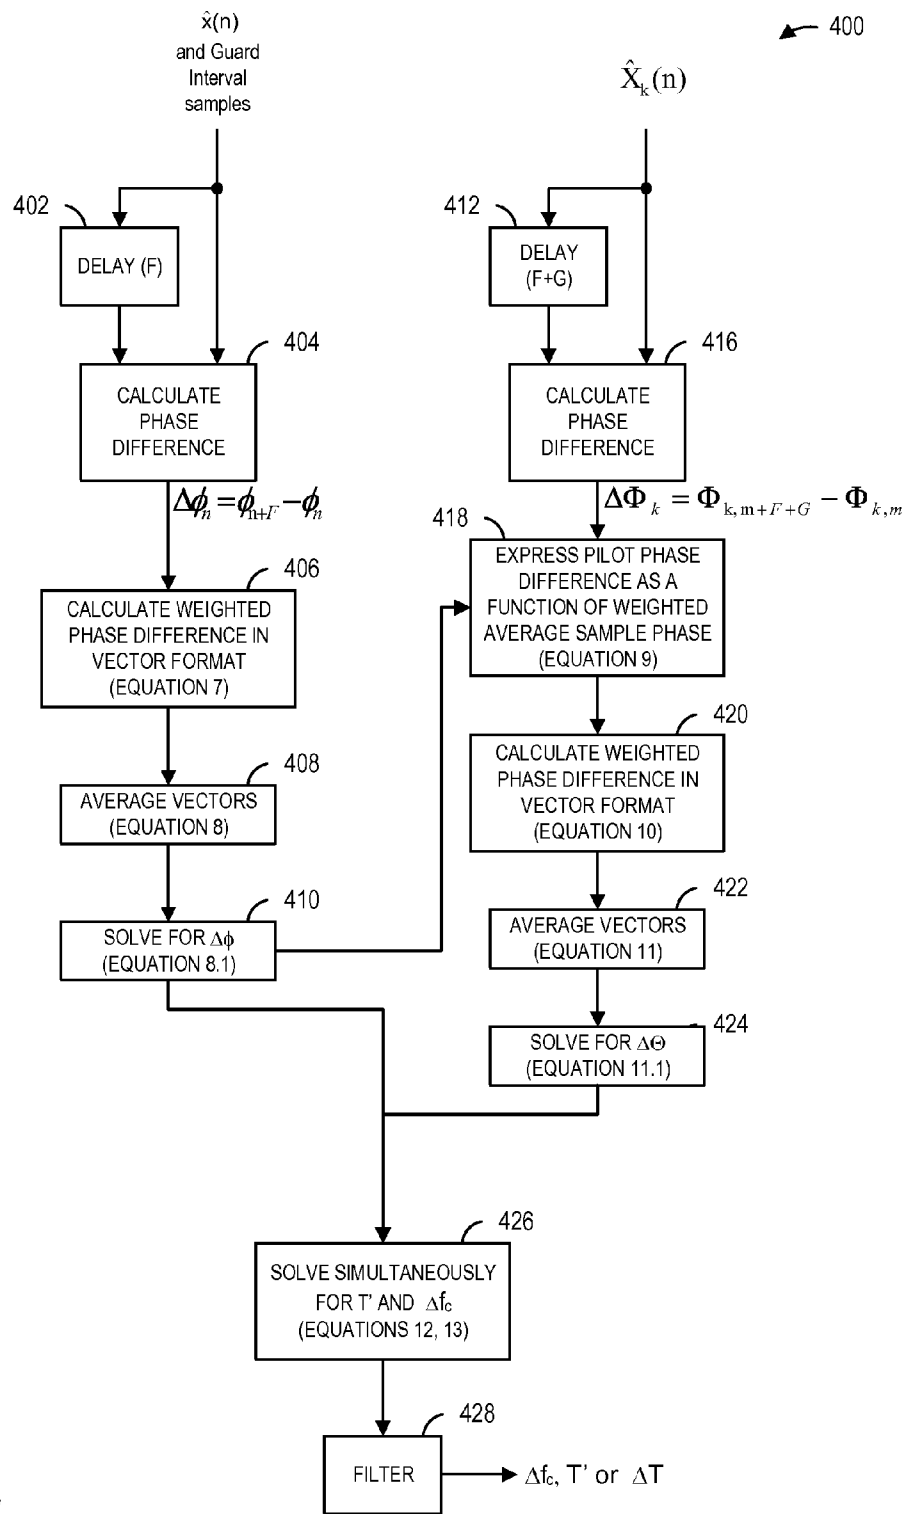 x̂(n)
and Guard
Interval
samples
400
X̂k(n)
402
DELAY (F)
412
DELAY
(F+G)
404
CALCULATE
PHASE
DIFFERENCE
416
CALCULATE
PHASE
DIFFERENCE
Δϕn = ϕn+F − ϕn
ΔΦk = Φk, m+F+G − Φk,m
406
CALCULATE WEIGHTED
PHASE DIFFERENCE IN
VECTOR FORMAT
(EQUATION 7)
418
EXPRESS PILOT PHASE
DIFFERENCE AS A
FUNCTION OF WEIGHTED
AVERAGE SAMPLE PHASE
(EQUATION 9)
408
AVERAGE VECTORS
(EQUATION 8)
420
CALCULATE WEIGHTED
PHASE DIFFERENCE IN
VECTOR FORMAT
(EQUATION 10)
410
SOLVE FOR Δϕ
(EQUATION 8.1)
422
AVERAGE VECTORS
(EQUATION 11)
424
SOLVE FOR ΔΘ
(EQUATION 11.1)
426
SOLVE SIMULTANEOUSLY
FOR T' AND Δfc
(EQUATIONS 12, 13)
428
FILTER
Δfc, T' or ΔT